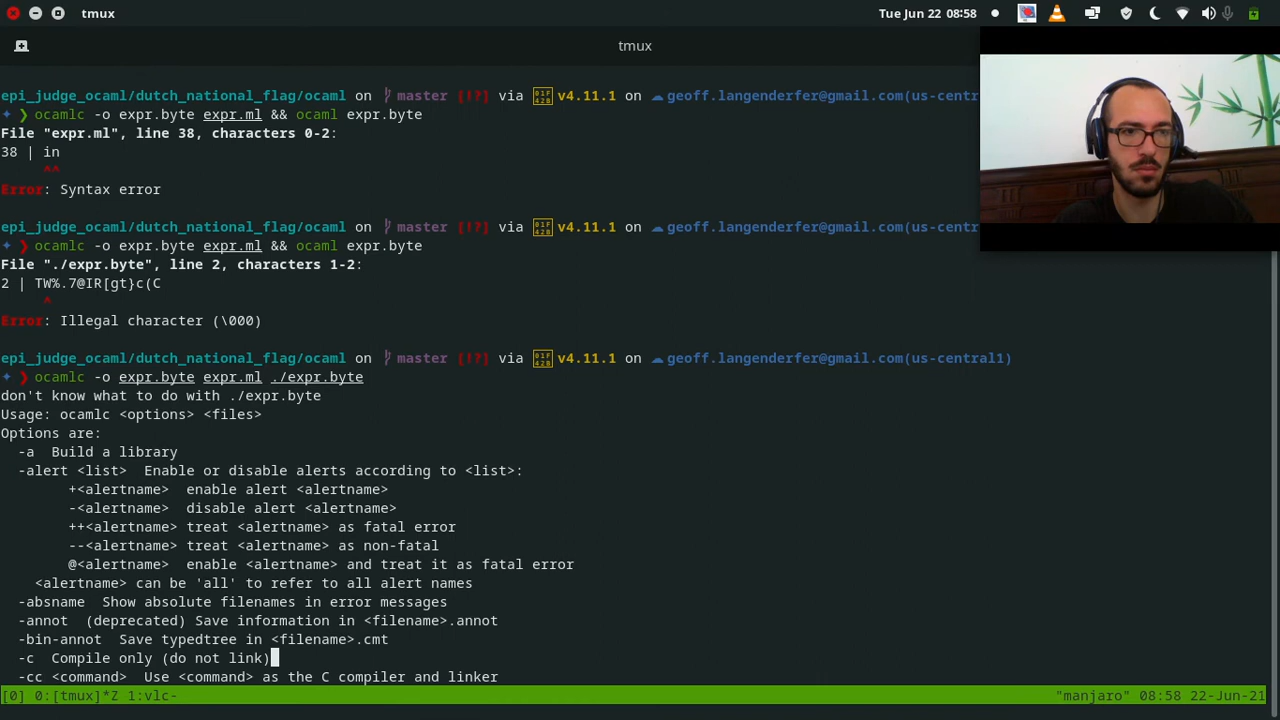 tmux
Tue Jun 22 08:58
tmux
epi_judge_ocaml/dutch_national_flag/ocaml on master [!?] via 01F42B v4.11.1 on geoff.langenderfer@gmail.com(us-centr
❯ ocamlc -o expr.byte expr.ml && ocaml expr.byte
File "expr.ml", line 38, characters 0-2:
38 | in
^^
Error: Syntax error
epi_judge_ocaml/dutch_national_flag/ocaml on master [!?] via 01F42B v4.11.1 on geoff.langenderfer@gmail.com(us-centr
❯ ocamlc -o expr.byte expr.ml && ocaml expr.byte
File "./expr.byte", line 2, characters 1-2:
2 | TW%.7@IR[gt}c(C
^
Error: Illegal character (\000)
epi_judge_ocaml/dutch_national_flag/ocaml on master [!?] via 01F42B v4.11.1 on geoff.langenderfer@gmail.com(us-central1)
❯ ocamlc -o expr.byte expr.ml ./expr.byte
don't know what to do with ./expr.byte
Usage: ocamlc <options> <files>
Options are:
-a  Build a library
-alert <list>  Enable or disable alerts according to <list>:
+<alertname>  enable alert <alertname>
-<alertname>  disable alert <alertname>
++<alertname> treat <alertname> as fatal error
--<alertname> treat <alertname> as non-fatal
@<alertname>  enable <alertname> and treat it as fatal error
<alertname> can be 'all' to refer to all alert names
-absname  Show absolute filenames in error messages
-annot  (deprecated) Save information in <filename>.annot
-bin-annot  Save typedtree in <filename>.cmt
-c  Compile only (do not link)
-cc <command>  Use <command> as the C compiler and linker
[0] 0:[tmux]*Z 1:vlc- "manjaro" 08:58 22-Jun-21